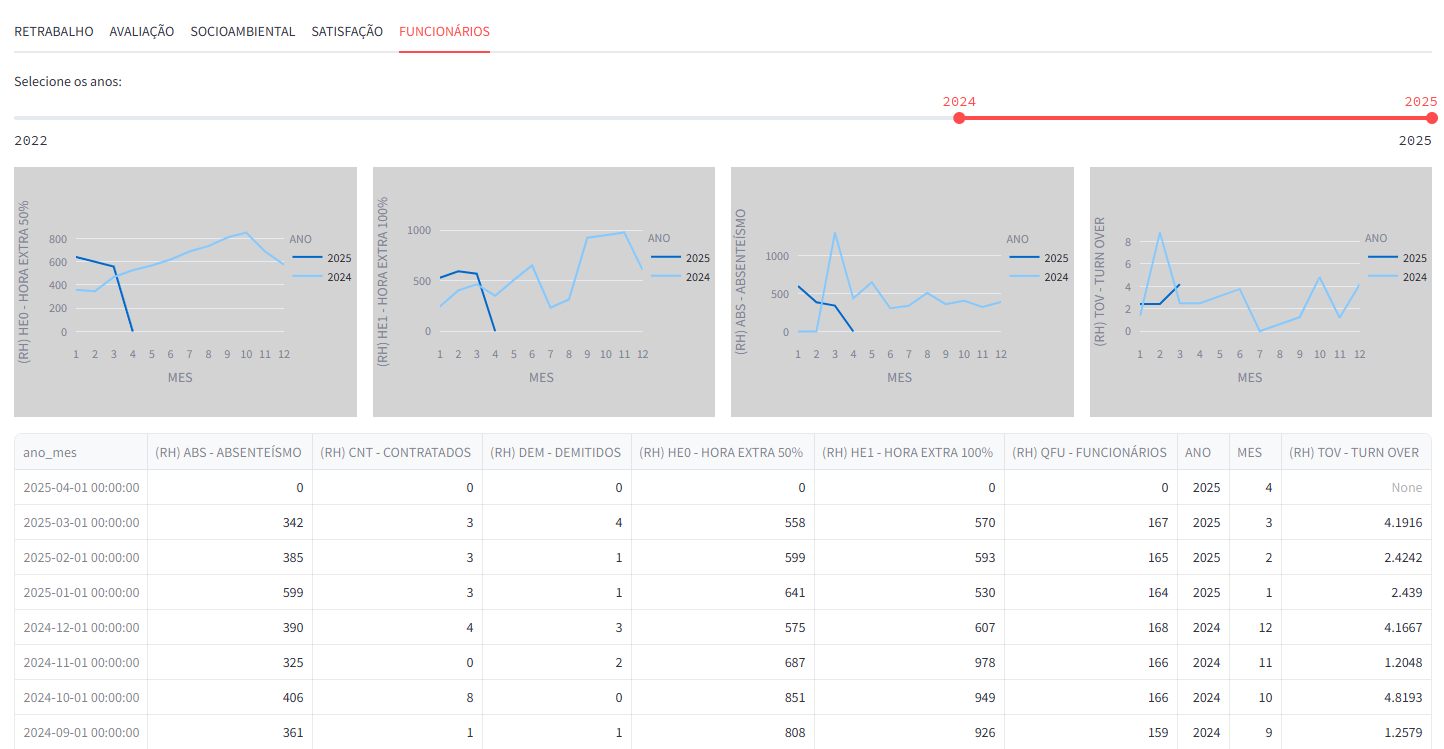 RETRABALHO AVALIAÇÃO SOCIOAMBIENTAL SATISFAÇÃO FUNCIONÁRIOS
Selecione os anos:
2024 2025
2022 2025
(RH) HE0 - HORA EXTRA 50%
800
600
400
200
0
1 2 3 4 5 6 7 8 9 10 11 12
MES
ANO
2025
2024
(RH) HE1 - HORA EXTRA 100%
1000
500
0
1 2 3 4 5 6 7 8 9 10 11 12
MES
ANO
2025
2024
(RH) ABS - ABSENTEÍSMO
1000
500
0
1 2 3 4 5 6 7 8 9 10 11 12
MES
ANO
2025
2024
(RH) TOV - TURN OVER
8
6
4
2
0
1 2 3 4 5 6 7 8 9 10 11 12
MES
ANO
2025
2024
ano_mes (RH) ABS - ABSENTEÍSMO (RH) CNT - CONTRATADOS (RH) DEM - DEMITIDOS (RH) HE0 - HORA EXTRA 50% (RH) HE1 - HORA EXTRA 100% (RH) QFU - FUNCIONÁRIOS ANO MES (RH) TOV - TURN OVER
2025-04-01 00:00:00 0 0 0 0 0 0 2025 4 None
2025-03-01 00:00:00 342 3 4 558 570 167 2025 3 4.1916
2025-02-01 00:00:00 385 3 1 599 593 165 2025 2 2.4242
2025-01-01 00:00:00 599 3 1 641 530 164 2025 1 2.439
2024-12-01 00:00:00 390 4 3 575 607 168 2024 12 4.1667
2024-11-01 00:00:00 325 0 2 687 978 166 2024 11 1.2048
2024-10-01 00:00:00 406 8 0 851 949 166 2024 10 4.8193
2024-09-01 00:00:00 361 1 1 808 926 159 2024 9 1.2579